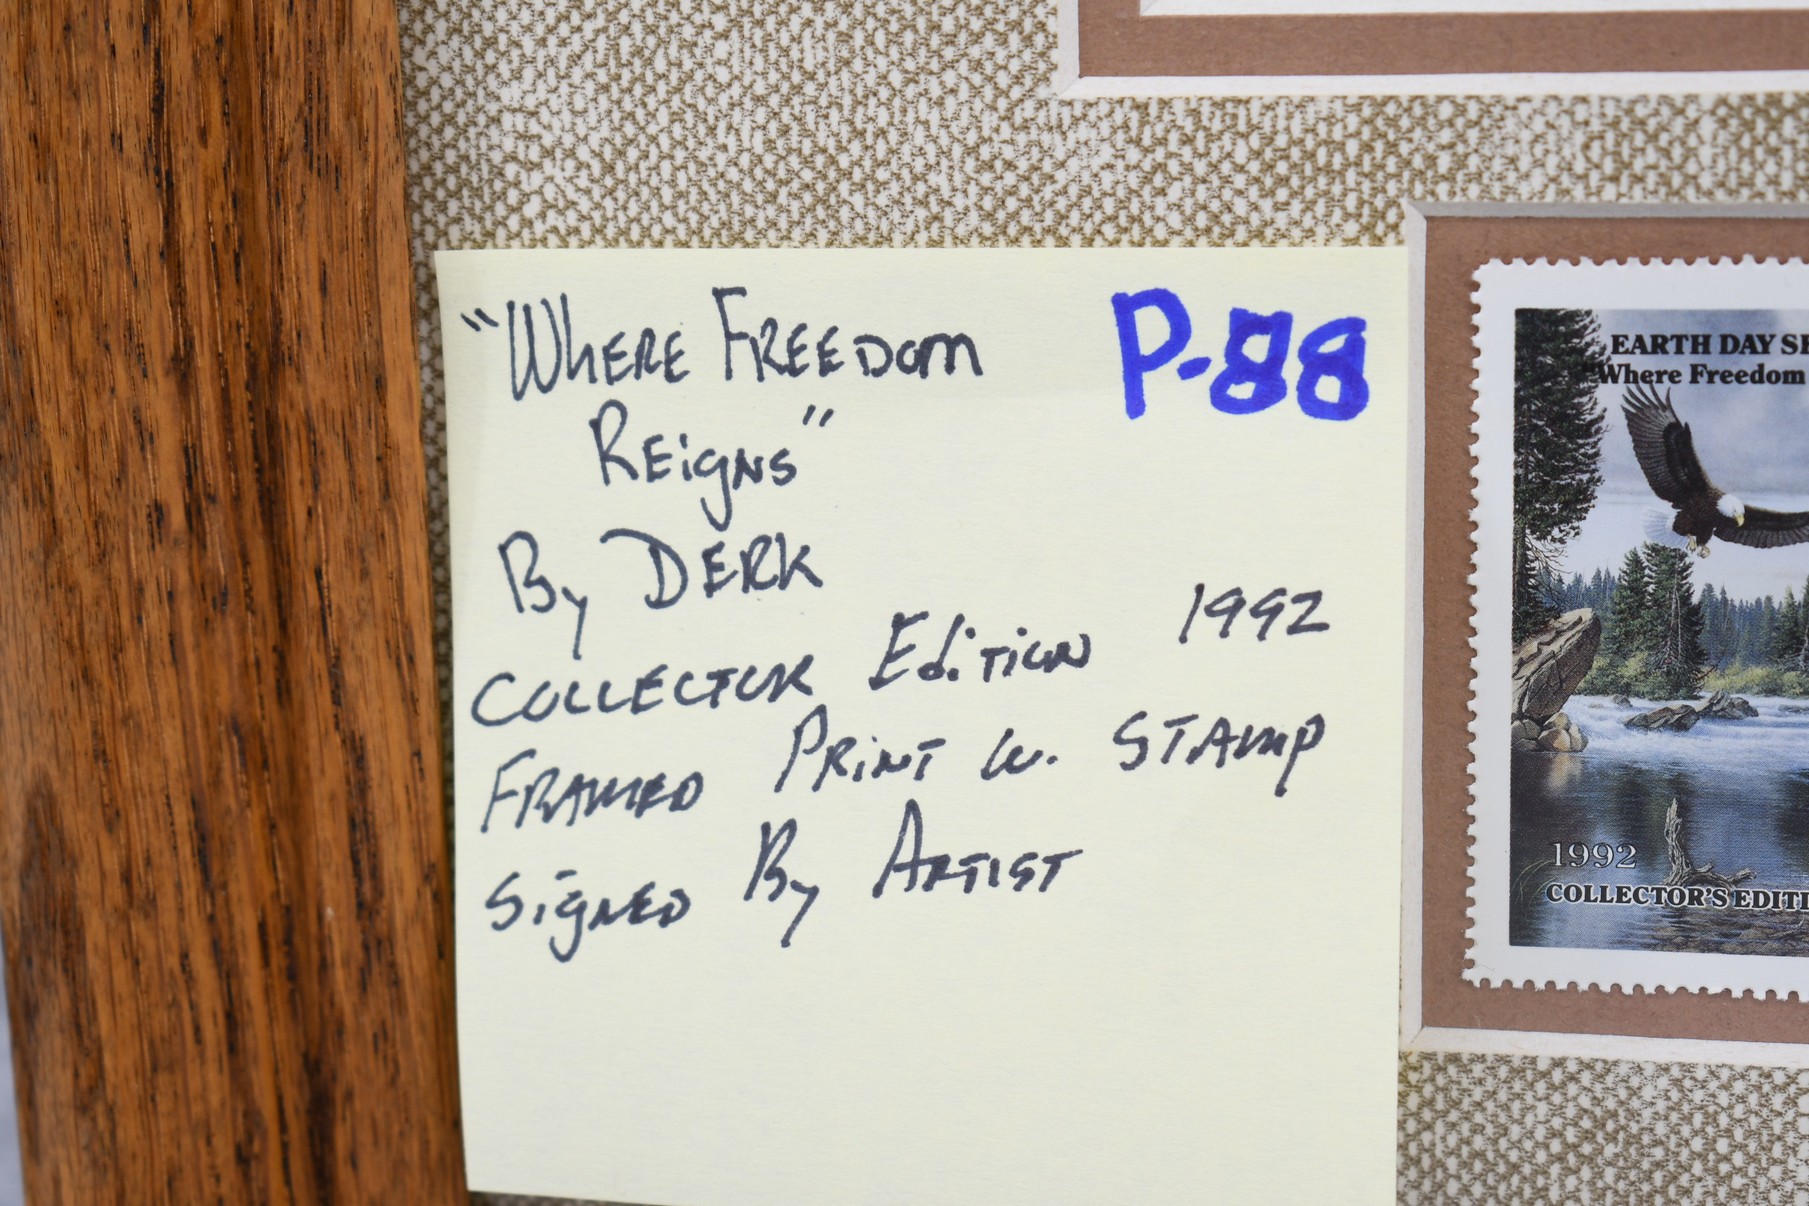 "Where Freedom
Reigns"
P-88
By Derk
Collector Edition 1992
Framed Print w. Stamp
Signed By Artist
EARTH DAY
"Where Freedom
1992
COLLECTOR'S